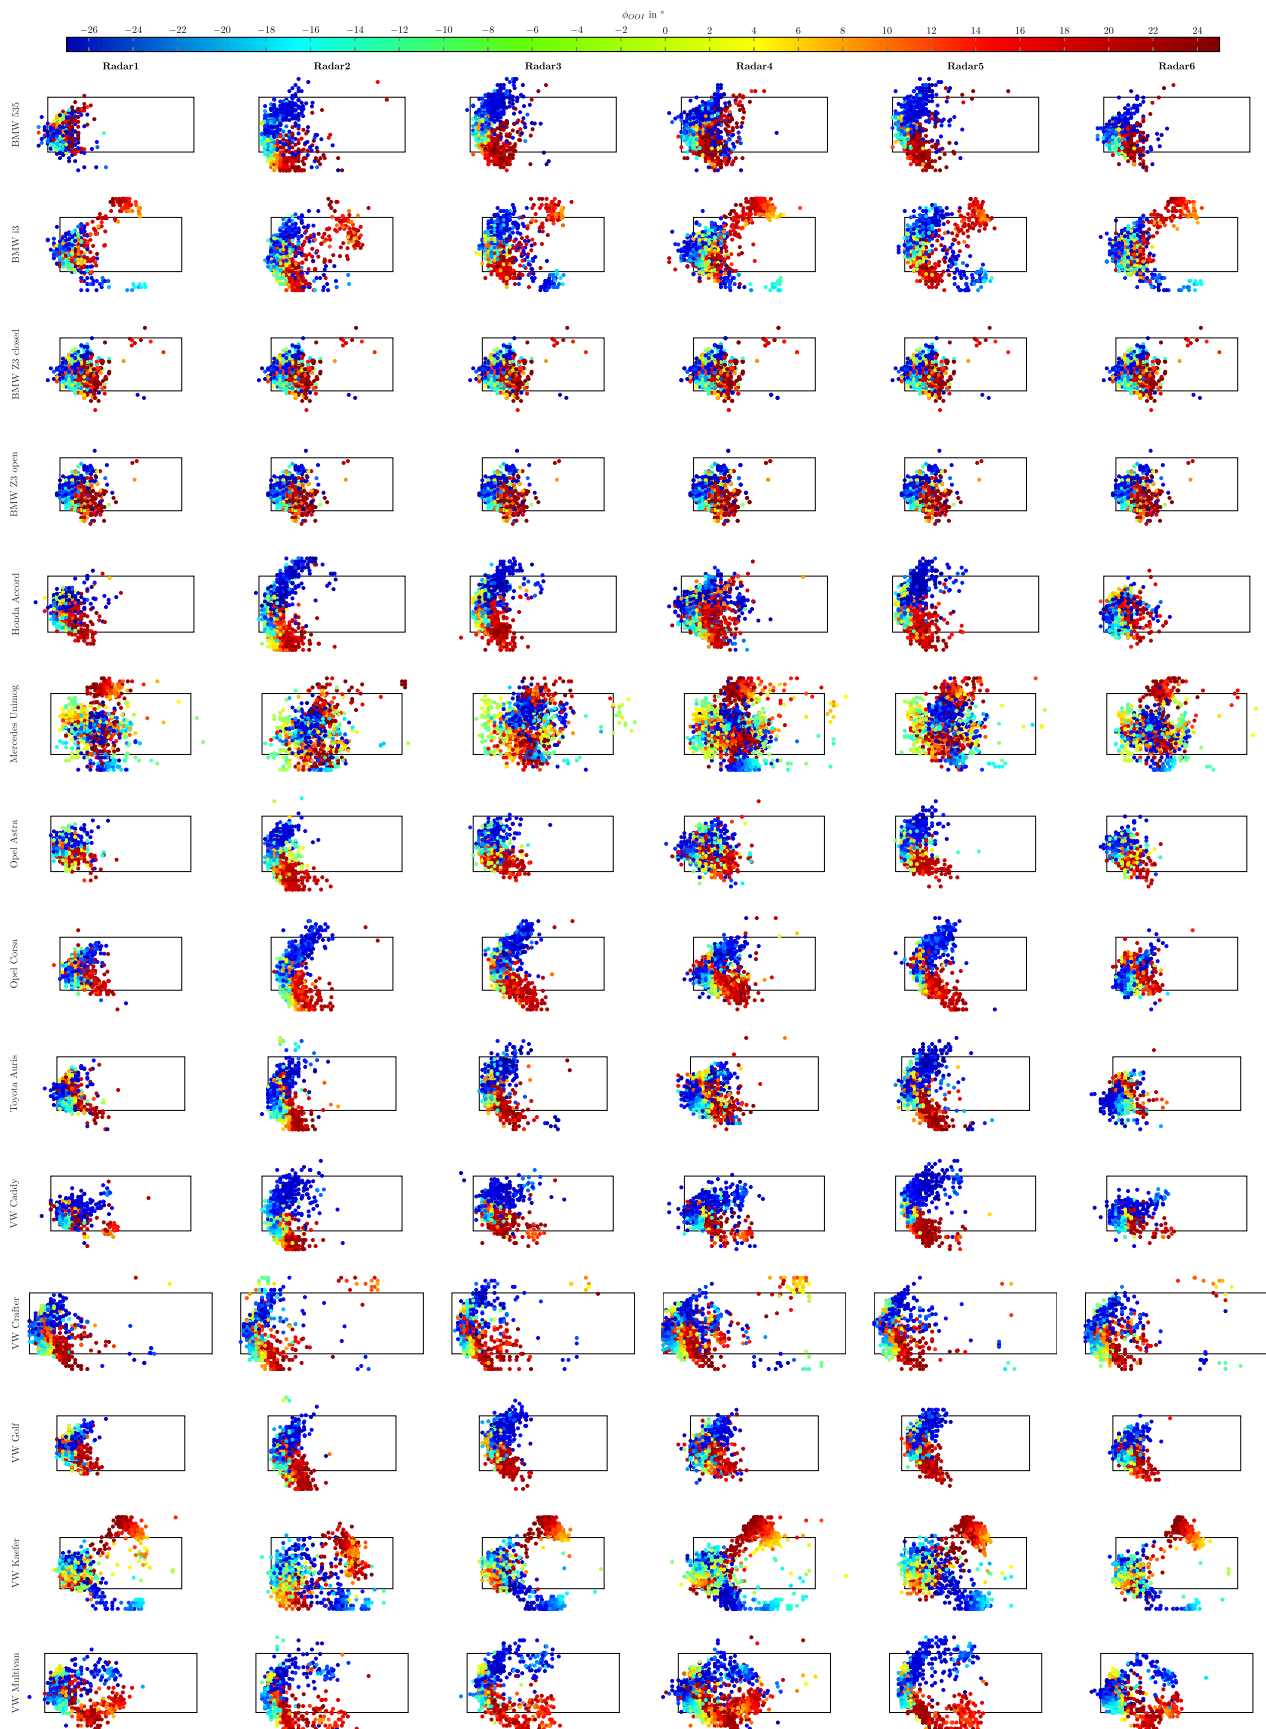 ϕ_OOI in °
−26 −24 −22 −20 −18 −16 −14 −12 −10 −8 −6 −4 −2 0 2 4 6 8 10 12 14 16 18 20 22 24
Radar1 Radar2 Radar3 Radar4 Radar5 Radar6
BMW 535
BMW i3
BMW Z3 closed
BMW Z3 open
Honda Accord
Mercedes Unimog
Opel Astra
Opel Corsa
Toyota Auris
VW Caddy
VW Crafter
VW Golf
VW Kaefer
VW Multivan